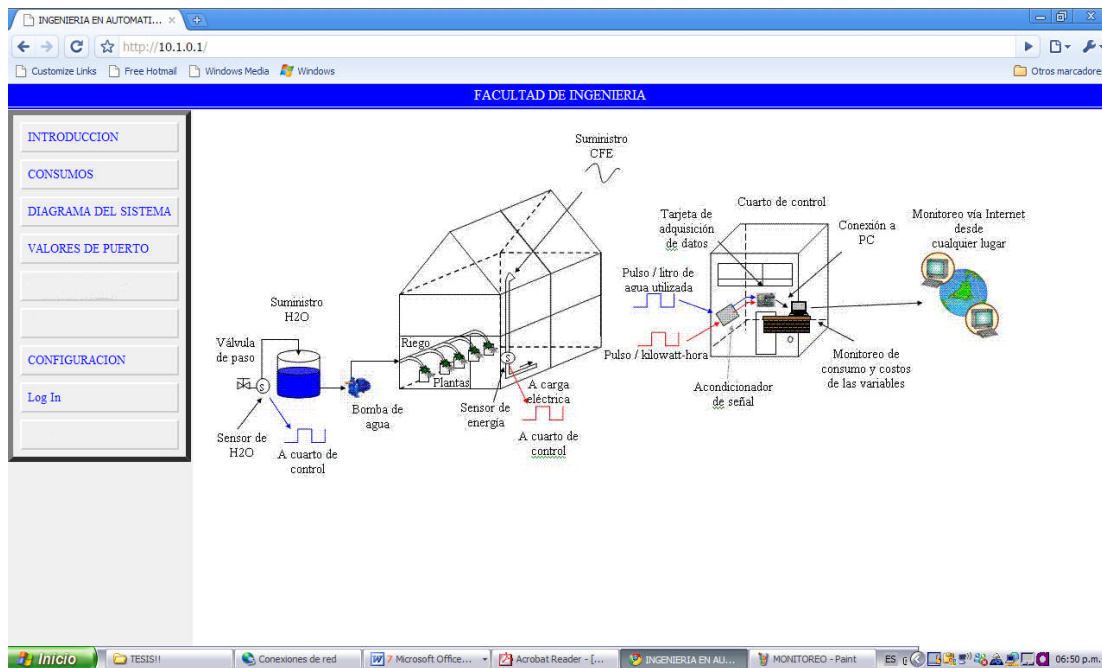 INGENIERIA EN AUTOMATI...
http://10.1.0.1/
Customize Links
Free Hotmail
Windows Media
Windows
Otros marcadores
FACULTAD DE INGENIERIA
INTRODUCCION
CONSUMOS
DIAGRAMA DEL SISTEMA
VALORES DE PUERTO
CONFIGURACION
Log In
Suministro
CFE
Suministro
H2O
Válvula
de paso
S
Sensor de
H2O
A cuarto de
control
Bomba de
agua
Riego
Plantas
S
Sensor de
energía
A carga
eléctrica
A cuarto de
control
Cuarto de control
Tarjeta de
adquisición
de datos
Conexión a
PC
Pulso / litro de
agua utilizada
Pulso / kilowatt-hora
Acondicionador
de señal
Monitoreo de
consumo y costos
de las variables
Monitoreo vía Internet
desde
cualquier lugar
Inicio
TESIS!!
Conexiones de red
7 Microsoft Office...
Acrobat Reader - [...
INGENIERIA EN AU...
MONITOREO - Paint
ES
06:50 p.m.